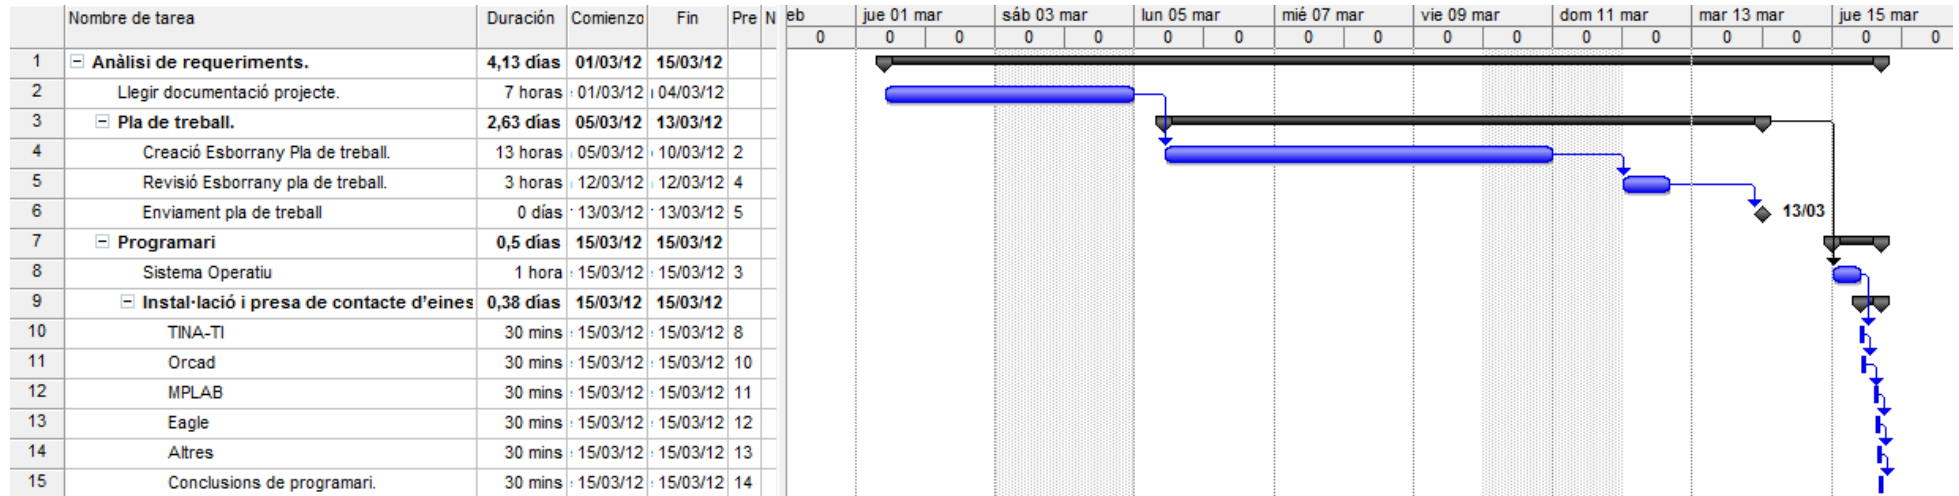 Nombre de tarea Duración Comienzo Fin Pre N eb jue 01 mar sáb 03 mar lun 05 mar mié 07 mar vie 09 mar dom 11 mar mar 13 mar jue 15 mar
0 0 0 0 0 0 0 0 0 0 0 0 0 0 0 0 0
1 Anàlisi de requeriments. 4,13 días 01/03/12 15/03/12
2 Llegir documentació projecte. 7 horas 01/03/12 04/03/12
3 Pla de treball. 2,63 días 05/03/12 13/03/12
4 Creació Esborrany Pla de treball. 13 horas 05/03/12 10/03/12 2
5 Revisió Esborrany pla de treball. 3 horas 12/03/12 12/03/12 4
6 Enviament pla de treball 0 días 13/03/12 13/03/12 5 13/03
7 Programari 0,5 días 15/03/12 15/03/12
8 Sistema Operatiu 1 hora 15/03/12 15/03/12 3
9 Instal·lació i presa de contacte d'eines 0,38 días 15/03/12 15/03/12
10 TINA-TI 30 mins 15/03/12 15/03/12 8
11 Orcad 30 mins 15/03/12 15/03/12 10
12 MPLAB 30 mins 15/03/12 15/03/12 11
13 Eagle 30 mins 15/03/12 15/03/12 12
14 Altres 30 mins 15/03/12 15/03/12 13
15 Conclusions de programari. 30 mins 15/03/12 15/03/12 14